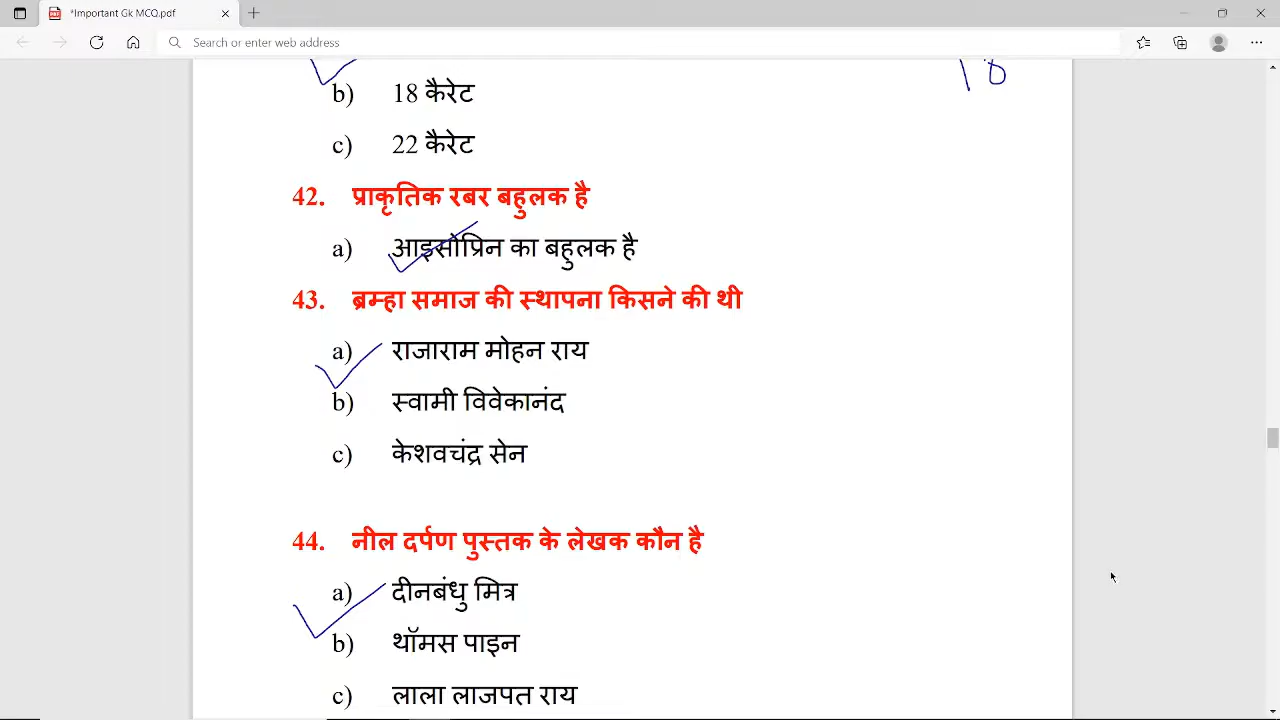 *Important Gk MCQ.pdf
Search or enter web address
18
b) 18 कैरेट
c) 22 कैरेट
42. प्राकृतिक रबर बहुलक है
a) आइसोप्रिन का बहुलक है
43. ब्रम्हा समाज की स्थापना किसने की थी
a) राजाराम मोहन राय
b) स्वामी विवेकानंद
c) केशवचंद्र सेन
44. नील दर्पण पुस्तक के लेखक कौन है
a) दीनबंधु मित्र
b) थॉमस पाइन
c) लाला लाजपत राय